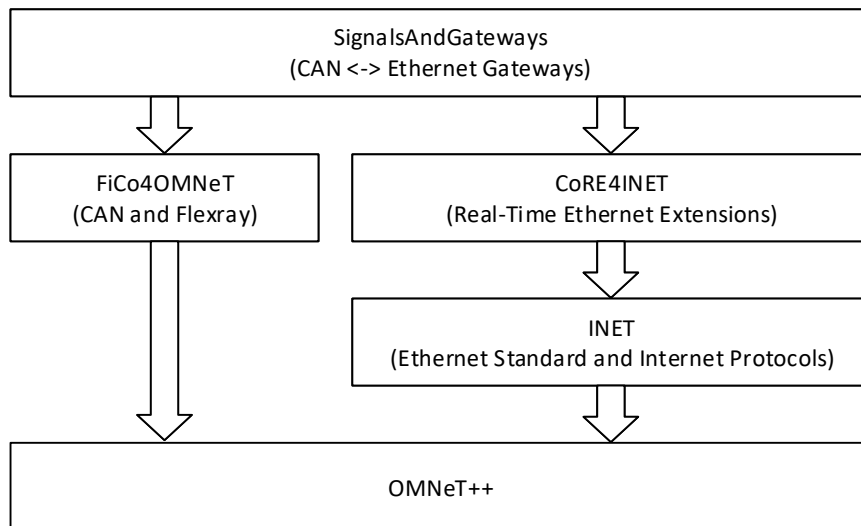 SignalsAndGateways
(CAN <-> Ethernet Gateways)
FiCo4OMNeT
(CAN and Flexray)
CoRE4INET
(Real-Time Ethernet Extensions)
INET
(Ethernet Standard and Internet Protocols)
OMNeT++